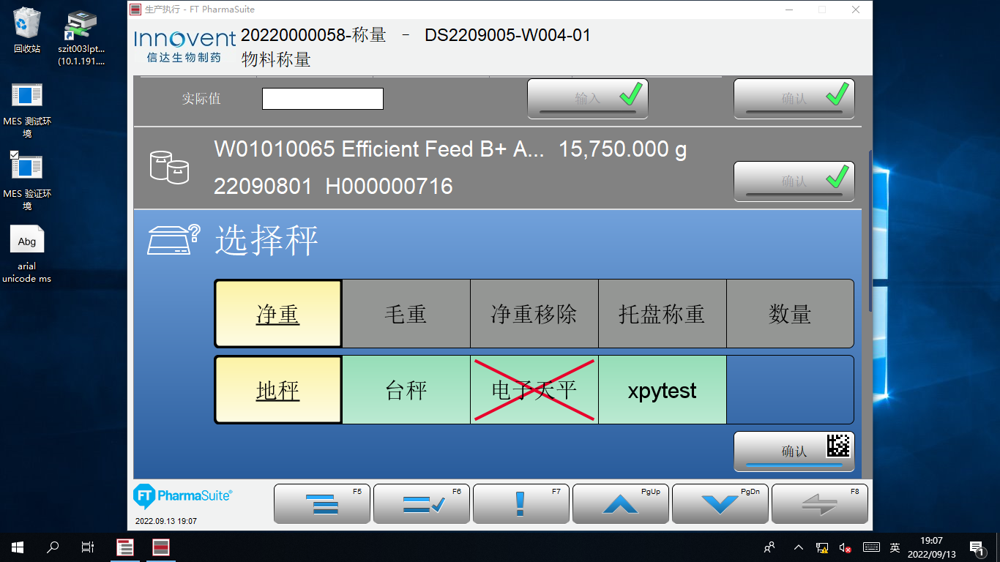 回收站
szit003lpt...
(10.1.191....
MES 测试环
境
MES 验证环
境
Abg
arial
unicode ms
生产执行 - FT PharmaSuite
Innovent
信达生物制药
20220000058-称量 - DS2209005-W004-01
物料称量
实际值
输入
确认
W01010065 Efficient Feed B+ A... 15,750.000 g
22090801 H000000716
确认
选择秤
净重
毛重
净重移除
托盘称重
数量
地秤
台秤
电子天平
xpytest
确认
FT PharmaSuite®
2022.09.13 19:07
F5
F6
F7
PgUp
PgDn
F8
英
19:07
2022/09/13
1